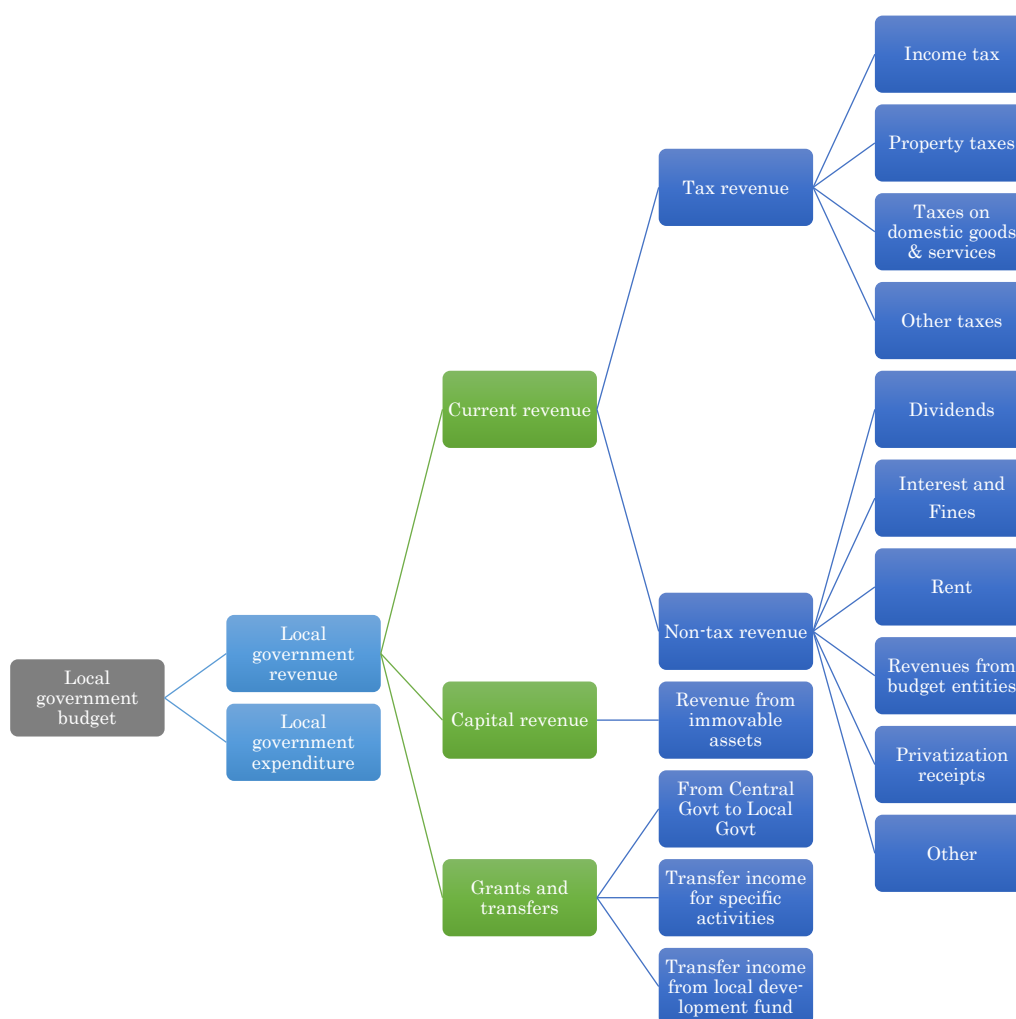 Local
government
budget
Local
government
revenue
Local
government
expenditure
Current revenue
Capital revenue
Grants and
transfers
Tax revenue
Non-tax revenue
Revenue from
immovable
assets
From Central
Govt to Local
Govt
Transfer income
for specific
activities
Transfer income
from local deve-
lopment fund
Income tax
Property taxes
Taxes on
domestic goods
& services
Other taxes
Dividends
Interest and
Fines
Rent
Revenues from
budget entities
Privatization
receipts
Other